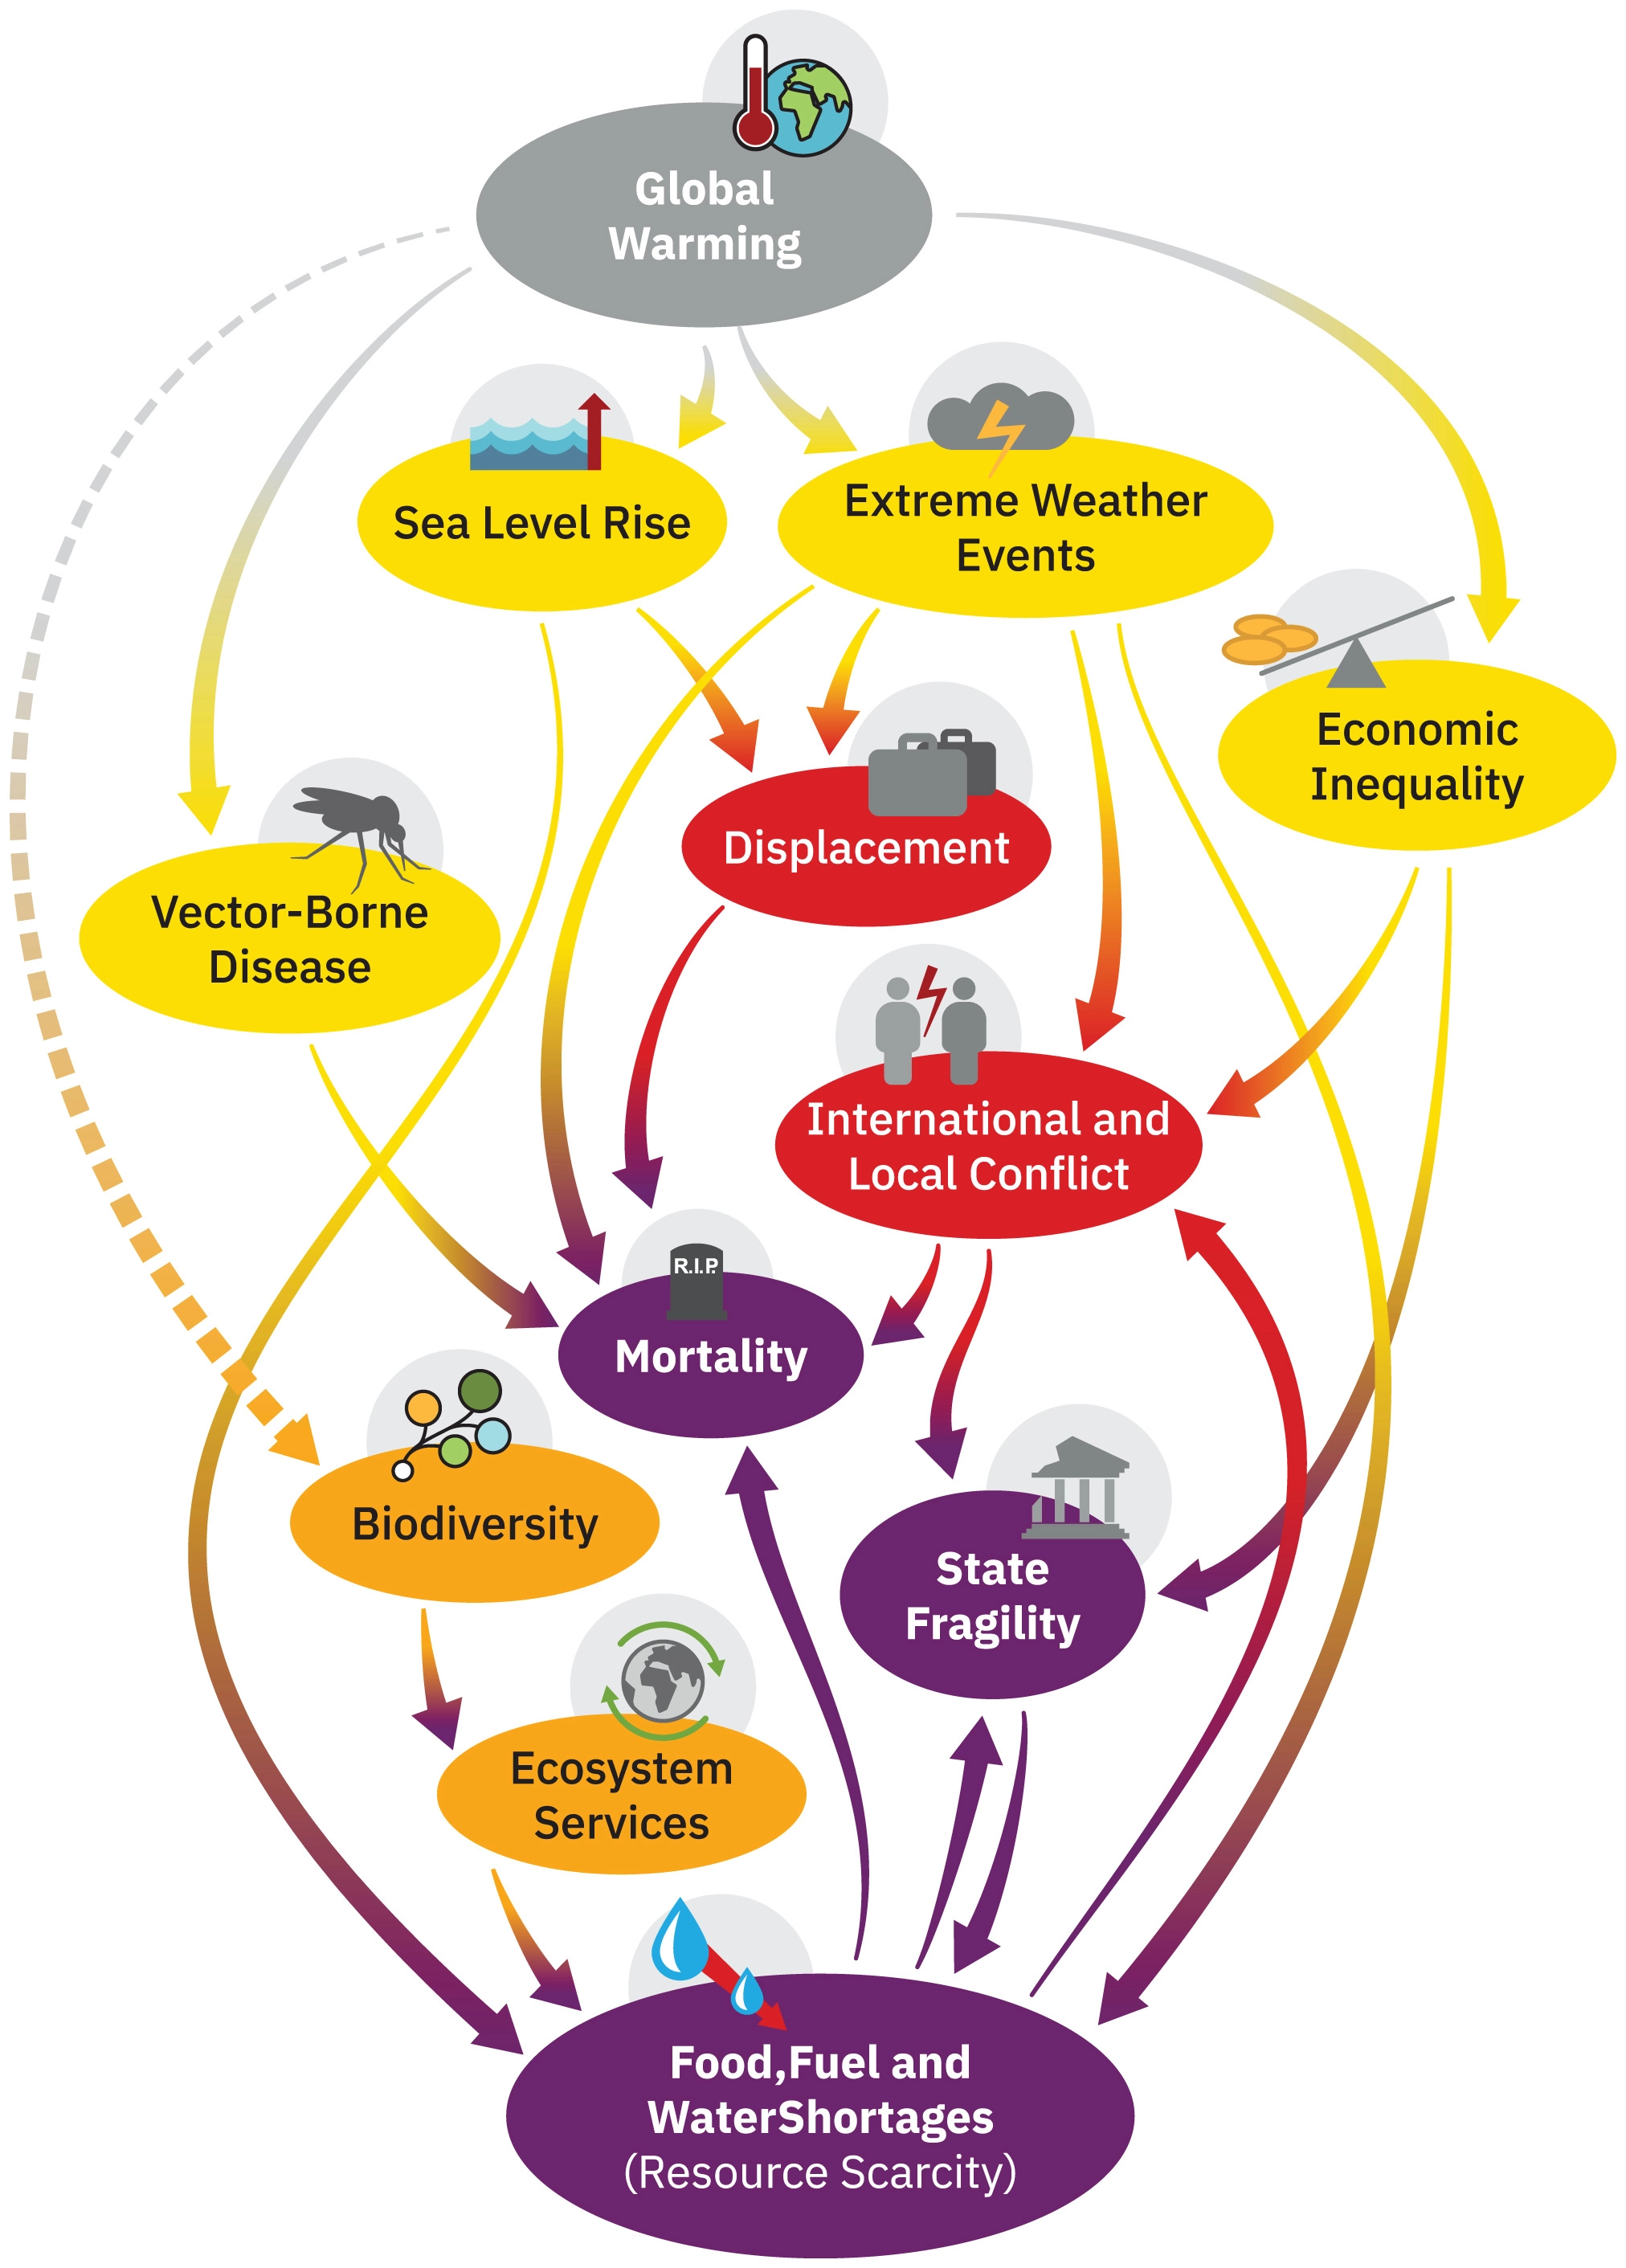 Global
Warming
Sea Level Rise
Extreme Weather
Events
Economic
Inequality
Displacement
Vector-Borne
Disease
International and
Local Conflict
R.I.P.
Mortality
Biodiversity
State
Fragility
Ecosystem
Services
Food,Fuel and
WaterShortages
(Resource Scarcity)